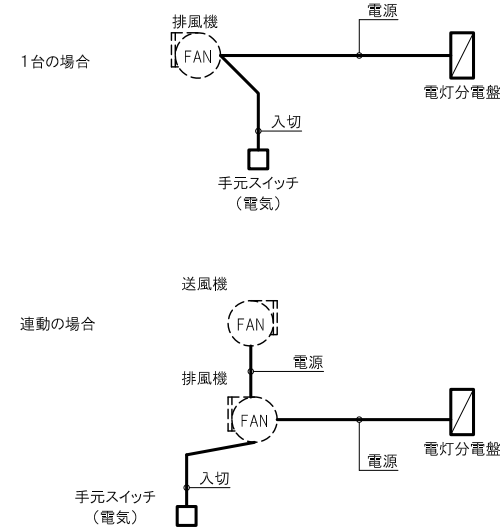 電源
排風機
FAN
1台の場合
電灯分電盤
入切
手元スイッチ
（電気）
送風機
FAN
連動の場合
電源
排風機
FAN
電灯分電盤
電源
入切
手元スイッチ
（電気）